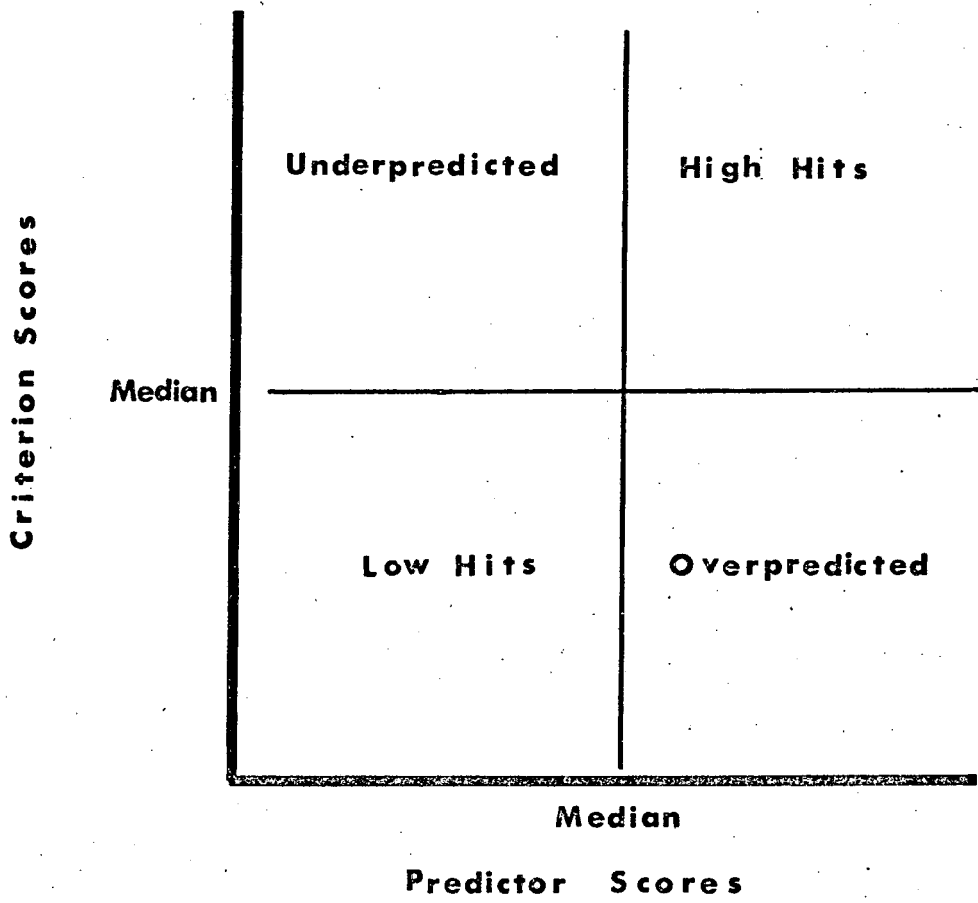 Underpredicted
High Hits
Criterion Scores
Median
Low Hits
Overpredicted
Median
Predictor Scores